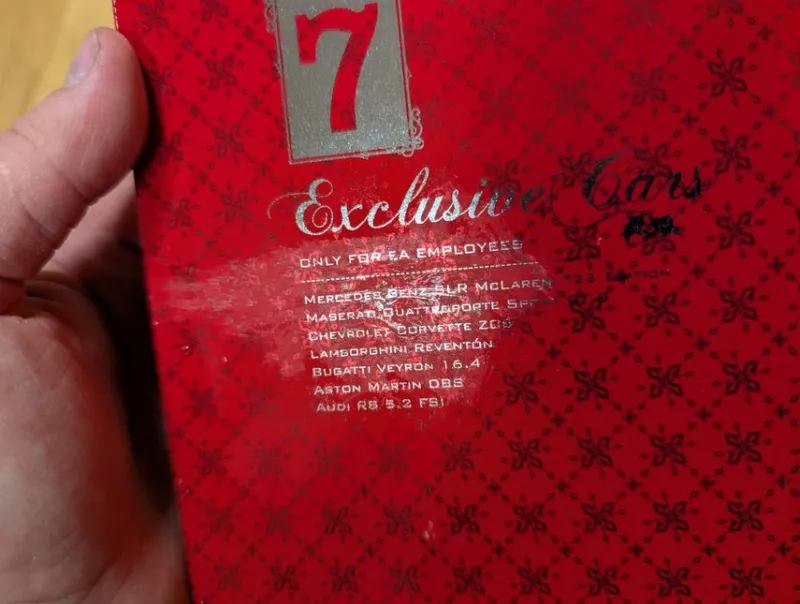 7
Exclusive Cars
ONLY FOR EA EMPLOYEES
EDITION
MERCEDES BENZ SLR MCLAREN
MASERATI QUATTROPORTE
CHEVROLET CORVETTE Z06
LAMBORGHINI REVENTÓN
BUGATTI VEYRON 16.4
ASTON MARTIN DBS
AUDI R8 5.2 FSI